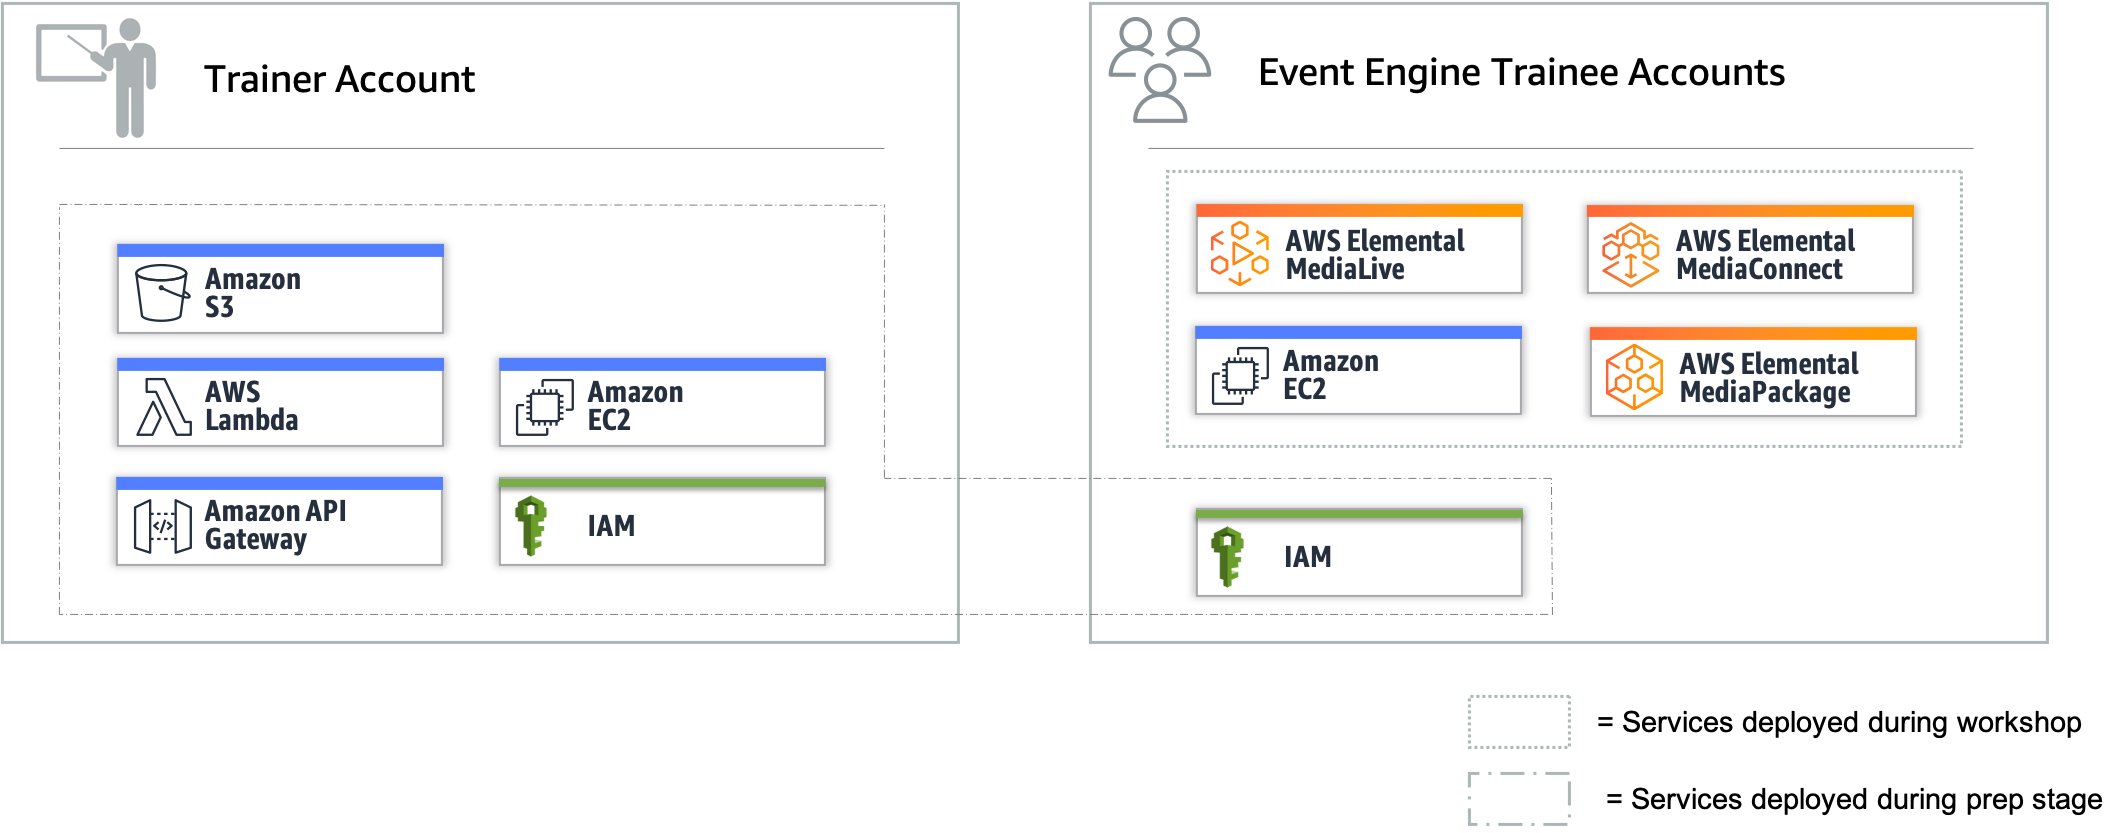 Trainer Account
Amazon
S3
AWS
Lambda
Amazon
EC2
Amazon API
Gateway
</>
IAM
Event Engine Trainee Accounts
AWS Elemental
MediaLive
AWS Elemental
MediaConnect
Amazon
EC2
AWS Elemental
MediaPackage
IAM
= Services deployed during workshop
= Services deployed during prep stage